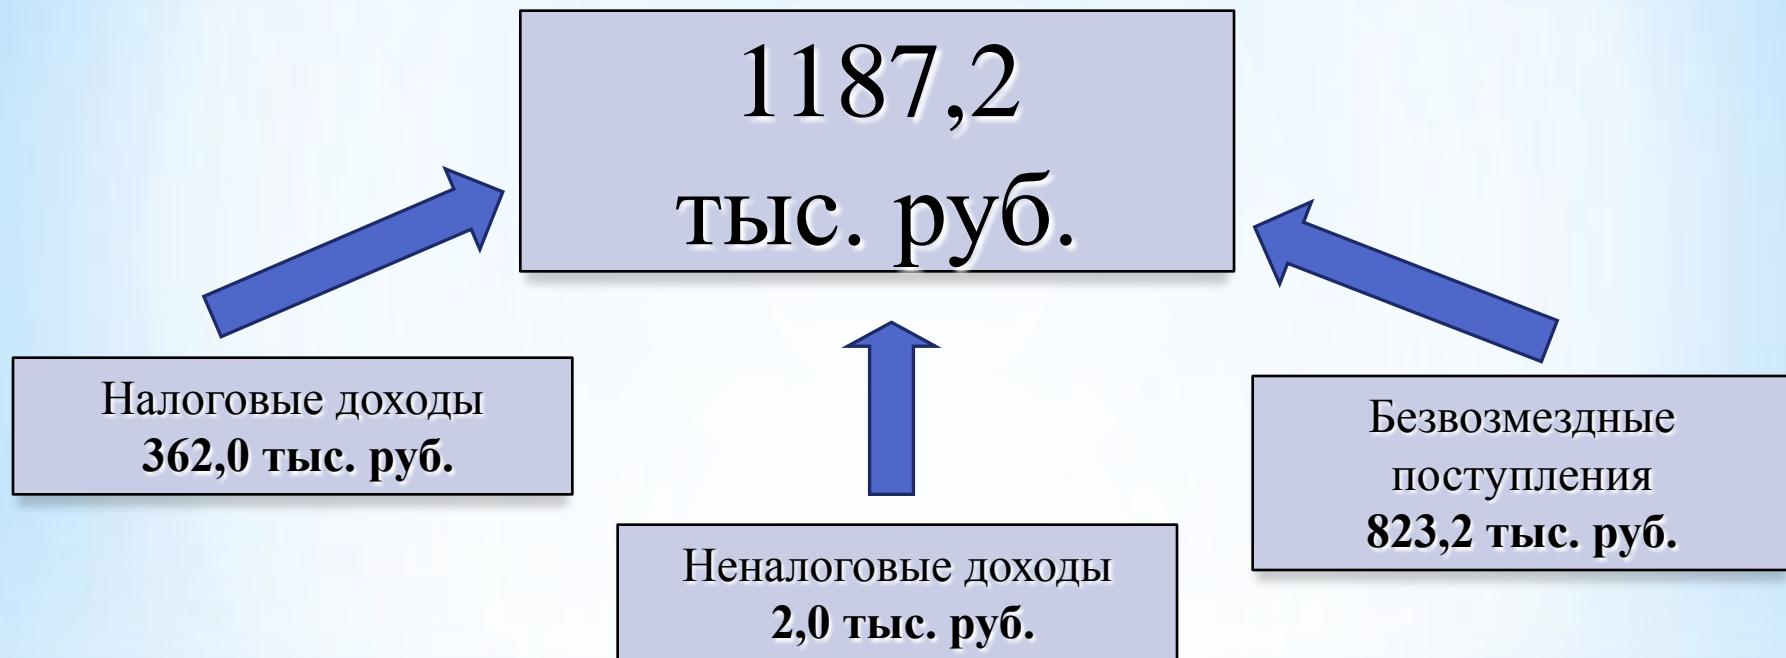 1187,2
тыс. руб.
Налоговые доходы
362,0 тыс. руб.
Неналоговые доходы
2,0 тыс. руб.
Безвозмездные
поступления
823,2 тыс. руб.